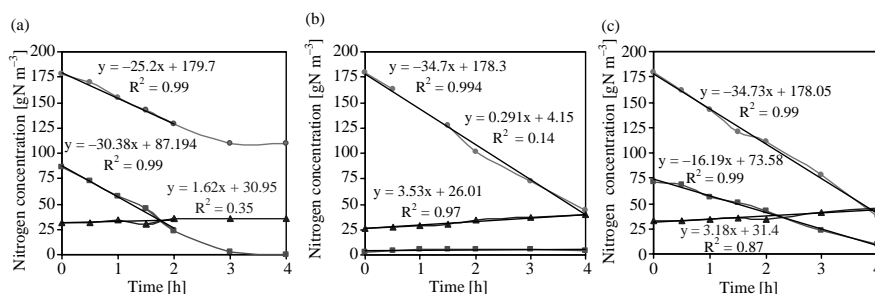 (a)
Nitrogen concentration [gN m⁻³]
200
175
150
125
100
75
50
25
0
y = –25.2x + 179.7
R² = 0.99
y = –30.38x + 87.194
R² = 0.99
y = 1.62x + 30.95
R² = 0.35
0 1 2 3 4
Time [h]
(b)
Nitrogen concentration [gN m⁻³]
200
175
150
125
100
75
50
25
0
y = –34.7x + 178.3
R² = 0.994
y = 0.291x + 4.15
R² = 0.14
y = 3.53x + 26.01
R² = 0.97
0 1 2 3 4
Time [h]
(c)
Nitrogen concentration [gN m⁻³]
200
175
150
125
100
75
50
25
0
y = –34.73x + 178.05
R² = 0.99
y = –16.19x + 73.58
R² = 0.99
y = 3.18x + 31.4
R² = 0.87
0 1 2 3 4
Time [h]